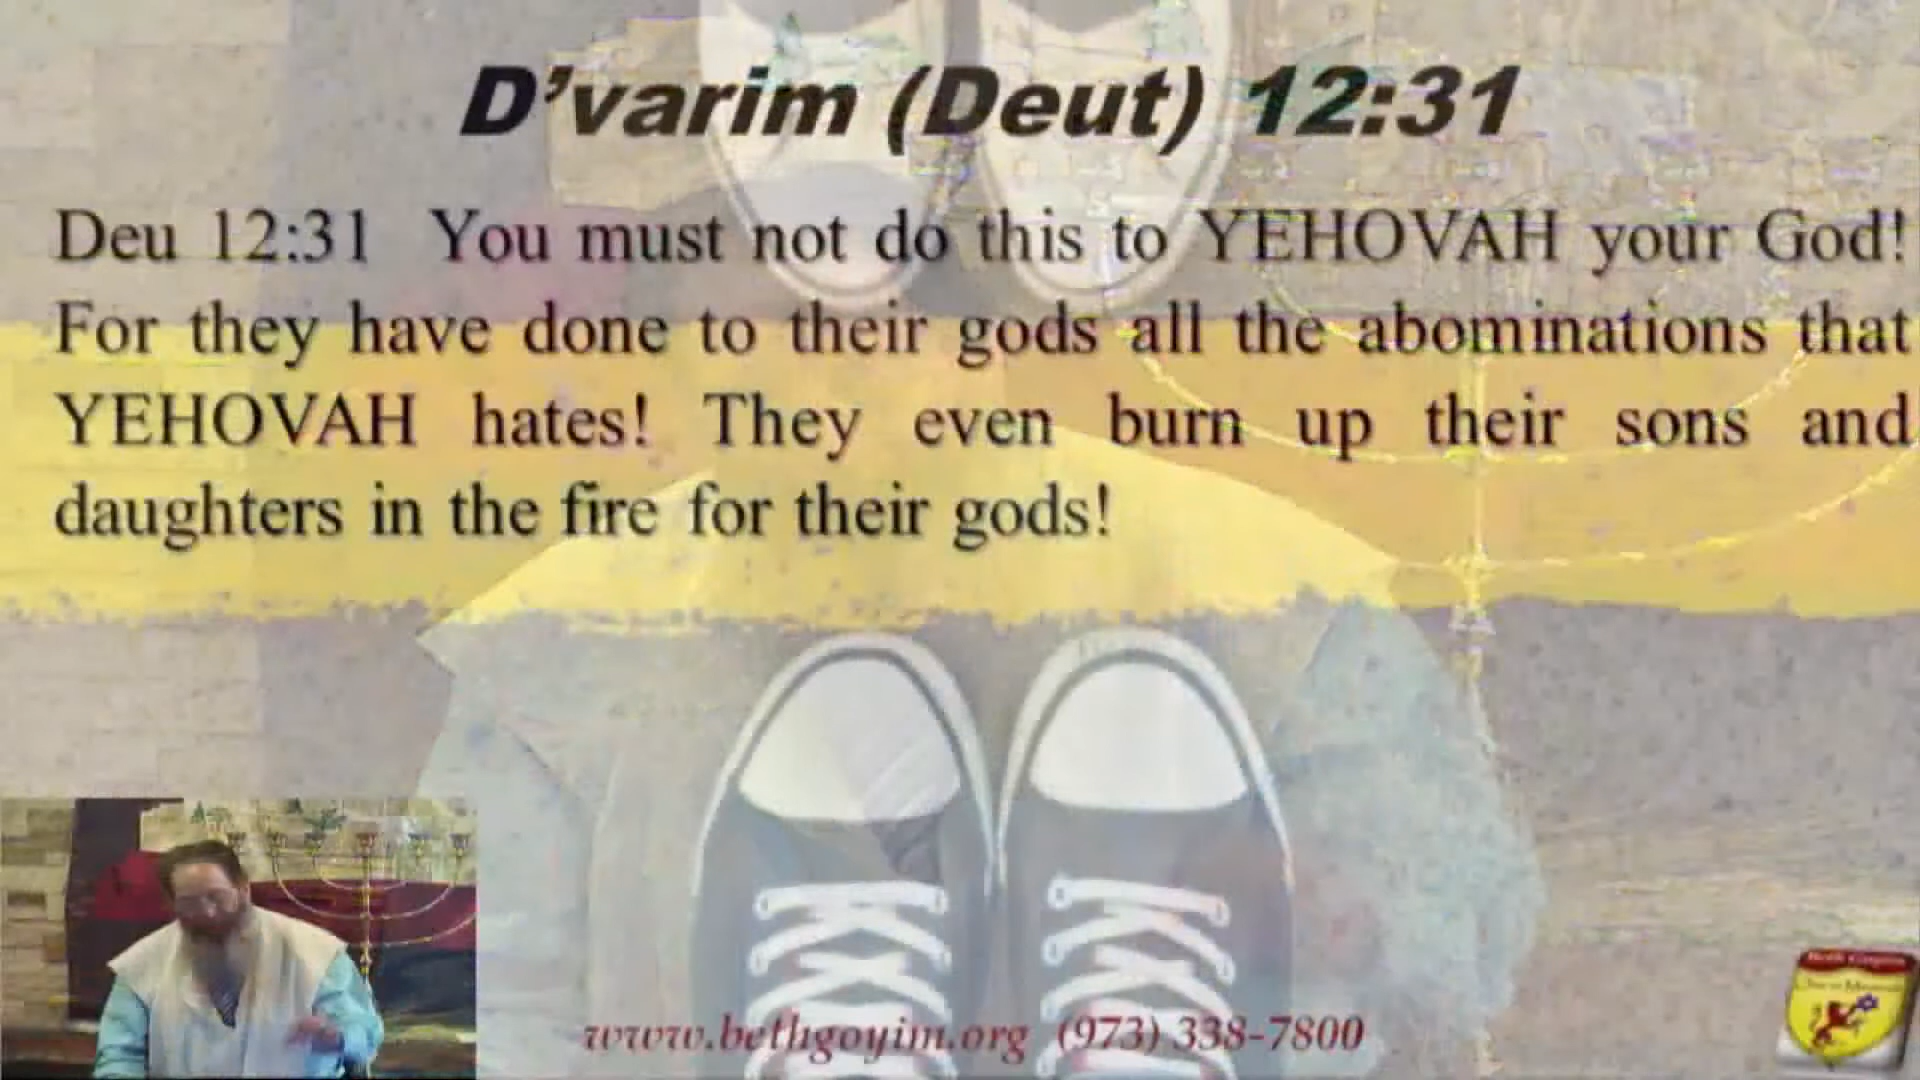 D'varim (Deut) 12:31
Deu 12:31 You must not do this to YEHOVAH your God!
For they have done to their gods all the abominations that
YEHOVAH hates! They even burn up their sons and
daughters in the fire for their gods!
www.bethgoyim.org (973) 338-7800